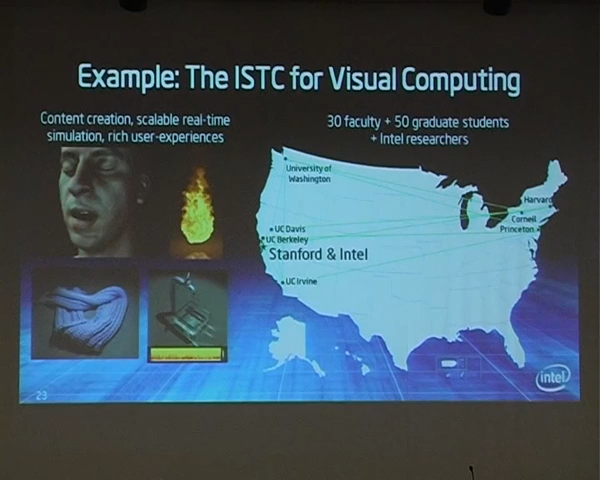 Example: The ISTC for Visual Computing
Content creation, scalable real-time
simulation, rich user-experiences
30 faculty + 50 graduate students
+ Intel researchers
University of
Washington
Harvard
Cornell
Princeton
UC Davis
UC Berkeley
Stanford & Intel
UC Irvine
intel
23